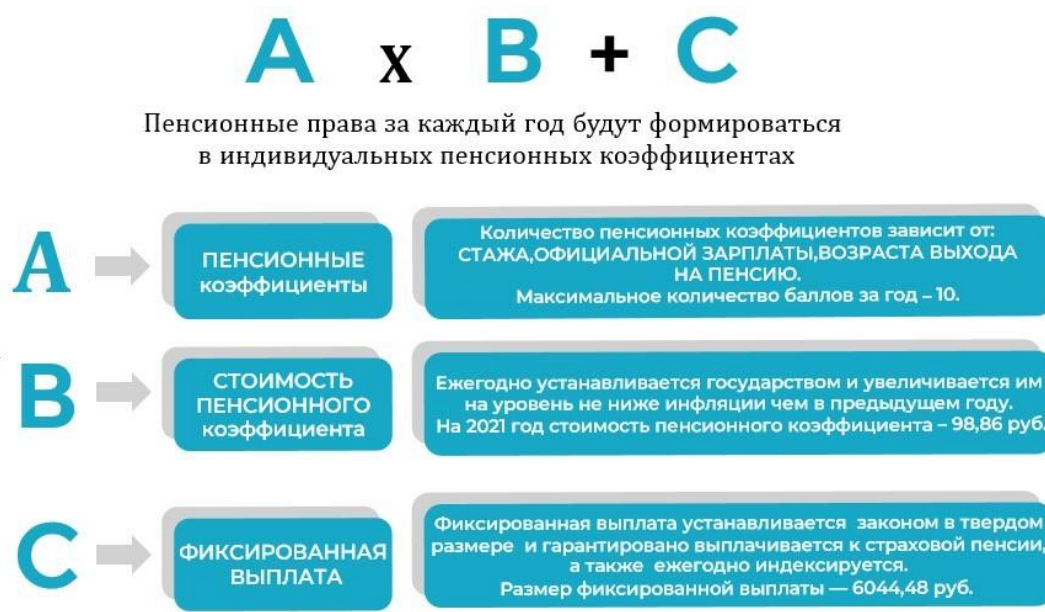 A x B + C
Пенсионные права за каждый год будут формироваться
в индивидуальных пенсионных коэффициентах
A
ПЕНСИОННЫЕ
коэффициенты
Количество пенсионных коэффициентов зависит от:
СТАЖА,ОФИЦИАЛЬНОЙ ЗАРПЛАТЫ,ВОЗРАСТА ВЫХОДА
НА ПЕНСИЮ.
Максимальное количество баллов за год – 10.
B
СТОИМОСТЬ
ПЕНСИОННОГО
коэффициента
Ежегодно устанавливается государством и увеличивается им
на уровень не ниже инфляции чем в предыдущем году.
На 2021 год стоимость пенсионного коэффициента – 98,86 руб.
C
ФИКСИРОВАННАЯ
ВЫПЛАТА
Фиксированная выплата устанавливается законом в твердом
размере и гарантировано выплачивается к страховой пенсии,
а также ежегодно индексируется.
Размер фиксированной выплаты — 6044,48 руб.